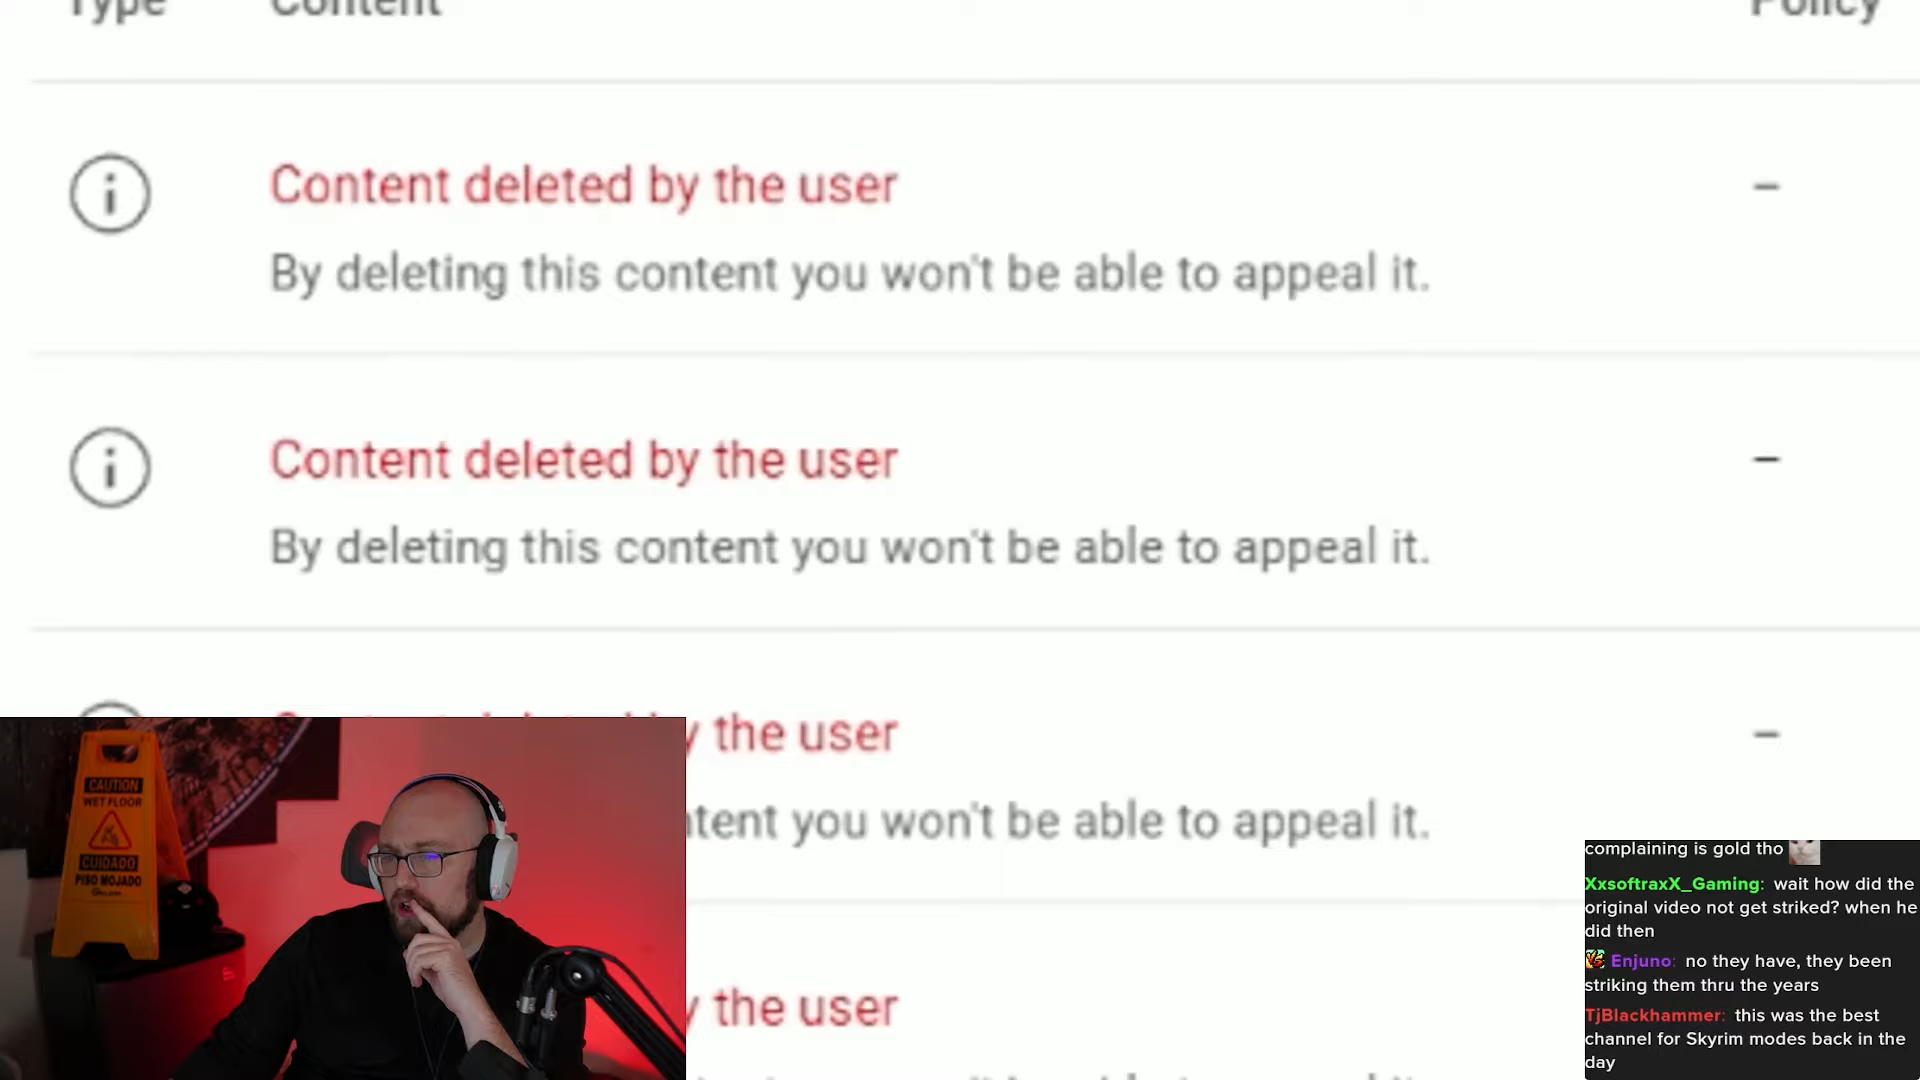 Type Content Policy
Content deleted by the user –
By deleting this content you won't be able to appeal it.
Content deleted by the user –
By deleting this content you won't be able to appeal it.
by the user –
content you won't be able to appeal it.
the user
CAUTION
WET FLOOR
CUIDADO
PISO MOJADO
complaining is gold tho
XxsoftraxX_Gaming: wait how did the
original video not get striked? when he
did then
Enjuno: no they have, they been
striking them thru the years
TjBlackhammer: this was the best
channel for Skyrim modes back in the
day